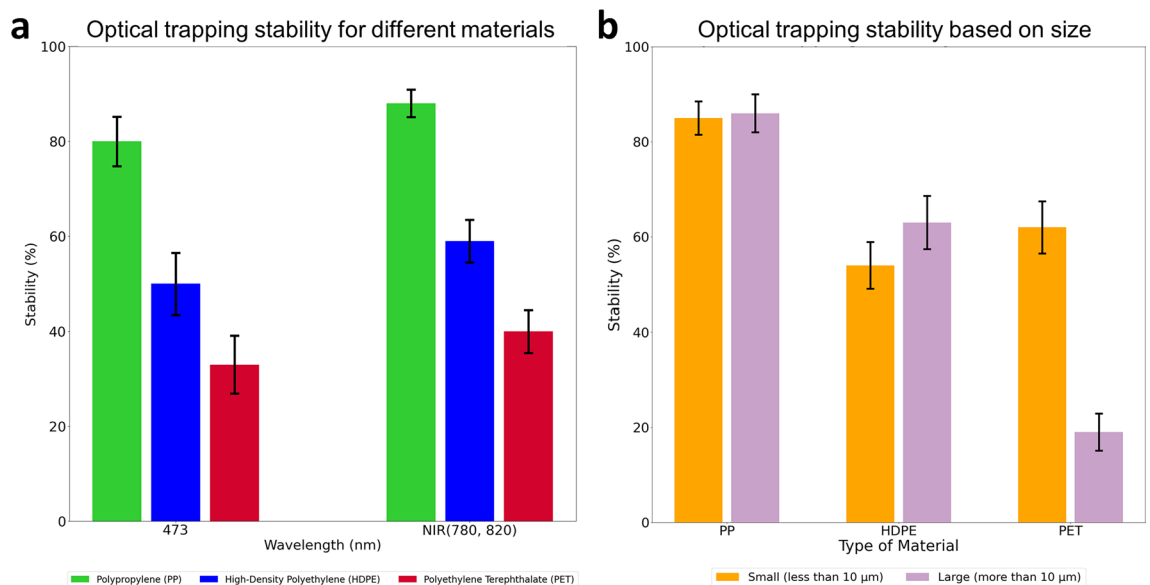 a
Optical trapping stability for different materials
100
80
60
40
20
0
Stability (%)
473
NIR(780, 820)
Wavelength (nm)
Polypropylene (PP)
High-Density Polyethylene (HDPE)
Polyethylene Terephthalate (PET)
b
Optical trapping stability based on size
100
80
60
40
20
0
Stability (%)
PP
HDPE
PET
Type of Material
Small (less than 10 μm)
Large (more than 10 μm)